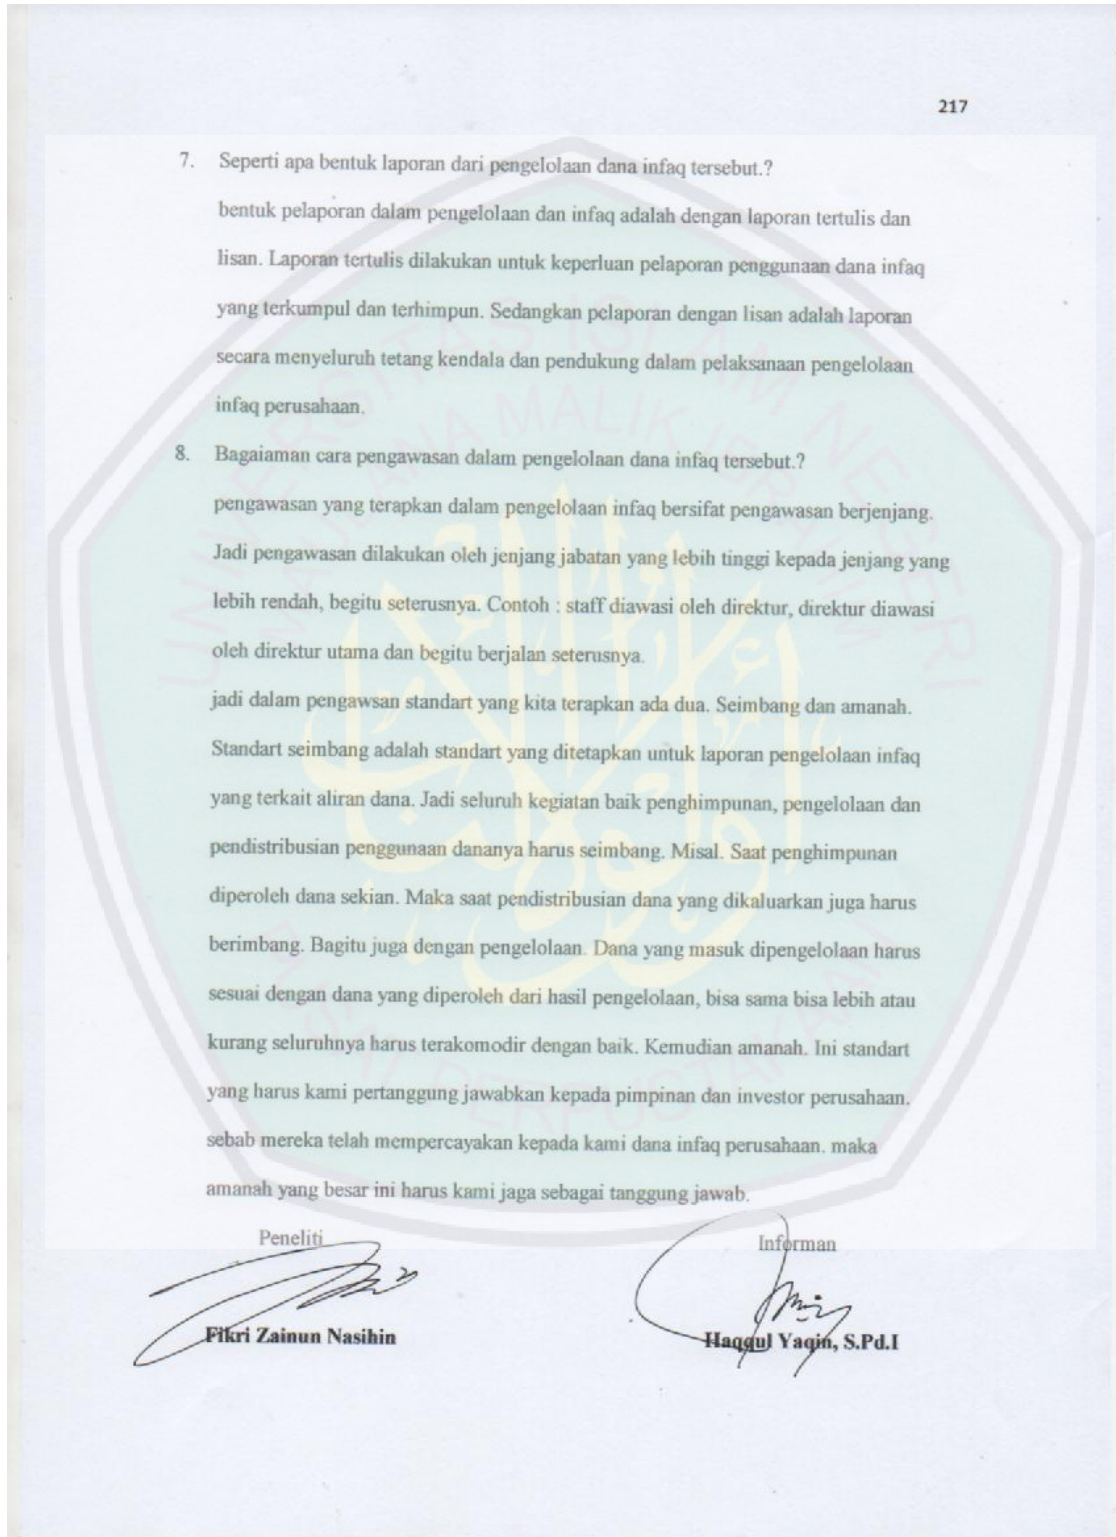 217
7. Seperti apa bentuk laporan dari pengelolaan dana infaq tersebut.?
bentuk pelaporan dalam pengelolaan dan infaq adalah dengan laporan tertulis dan
lisan. Laporan tertulis dilakukan untuk keperluan pelaporan penggunaan dana infaq
yang terkumpul dan terhimpun. Sedangkan pelaporan dengan lisan adalah laporan
secara menyeluruh tetang kendala dan pendukung dalam pelaksanaan pengelolaan
infaq perusahaan.
8. Bagaiaman cara pengawasan dalam pengelolaan dana infaq tersebut.?
pengawasan yang terapkan dalam pengelolaan infaq bersifat pengawasan berjenjang.
Jadi pengawasan dilakukan oleh jenjang jabatan yang lebih tinggi kepada jenjang yang
lebih rendah, begitu seterusnya. Contoh : staff diawasi oleh direktur, direktur diawasi
oleh direktur utama dan begitu berjalan seterusnya.
jadi dalam pengawsan standart yang kita terapkan ada dua. Seimbang dan amanah.
Standart seimbang adalah standart yang ditetapkan untuk laporan pengelolaan infaq
yang terkait aliran dana. Jadi seluruh kegiatan baik penghimpunan, pengelolaan dan
pendistribusian penggunaan dananya harus seimbang. Misal. Saat penghimpunan
diperoleh dana sekian. Maka saat pendistribusian dana yang dikaluarkan juga harus
berimbang. Bagitu juga dengan pengelolaan. Dana yang masuk dipengelolaan harus
sesuai dengan dana yang diperoleh dari hasil pengelolaan, bisa sama bisa lebih atau
kurang seluruhnya harus terakomodir dengan baik. Kemudian amanah. Ini standart
yang harus kami pertanggung jawabkan kepada pimpinan dan investor perusahaan.
sebab mereka telah mempercayakan kepada kami dana infaq perusahaan. maka
amanah yang besar ini harus kami jaga sebagai tanggung jawab.
Peneliti
Informan
Fikri Zainun Nasihin
Haqqul Yaqin, S.Pd.I
UNIVERSITAS ISLAM NEGERI
MAULANA MALIK IBRAHIM
PUSAT PERPUSTAKAAN